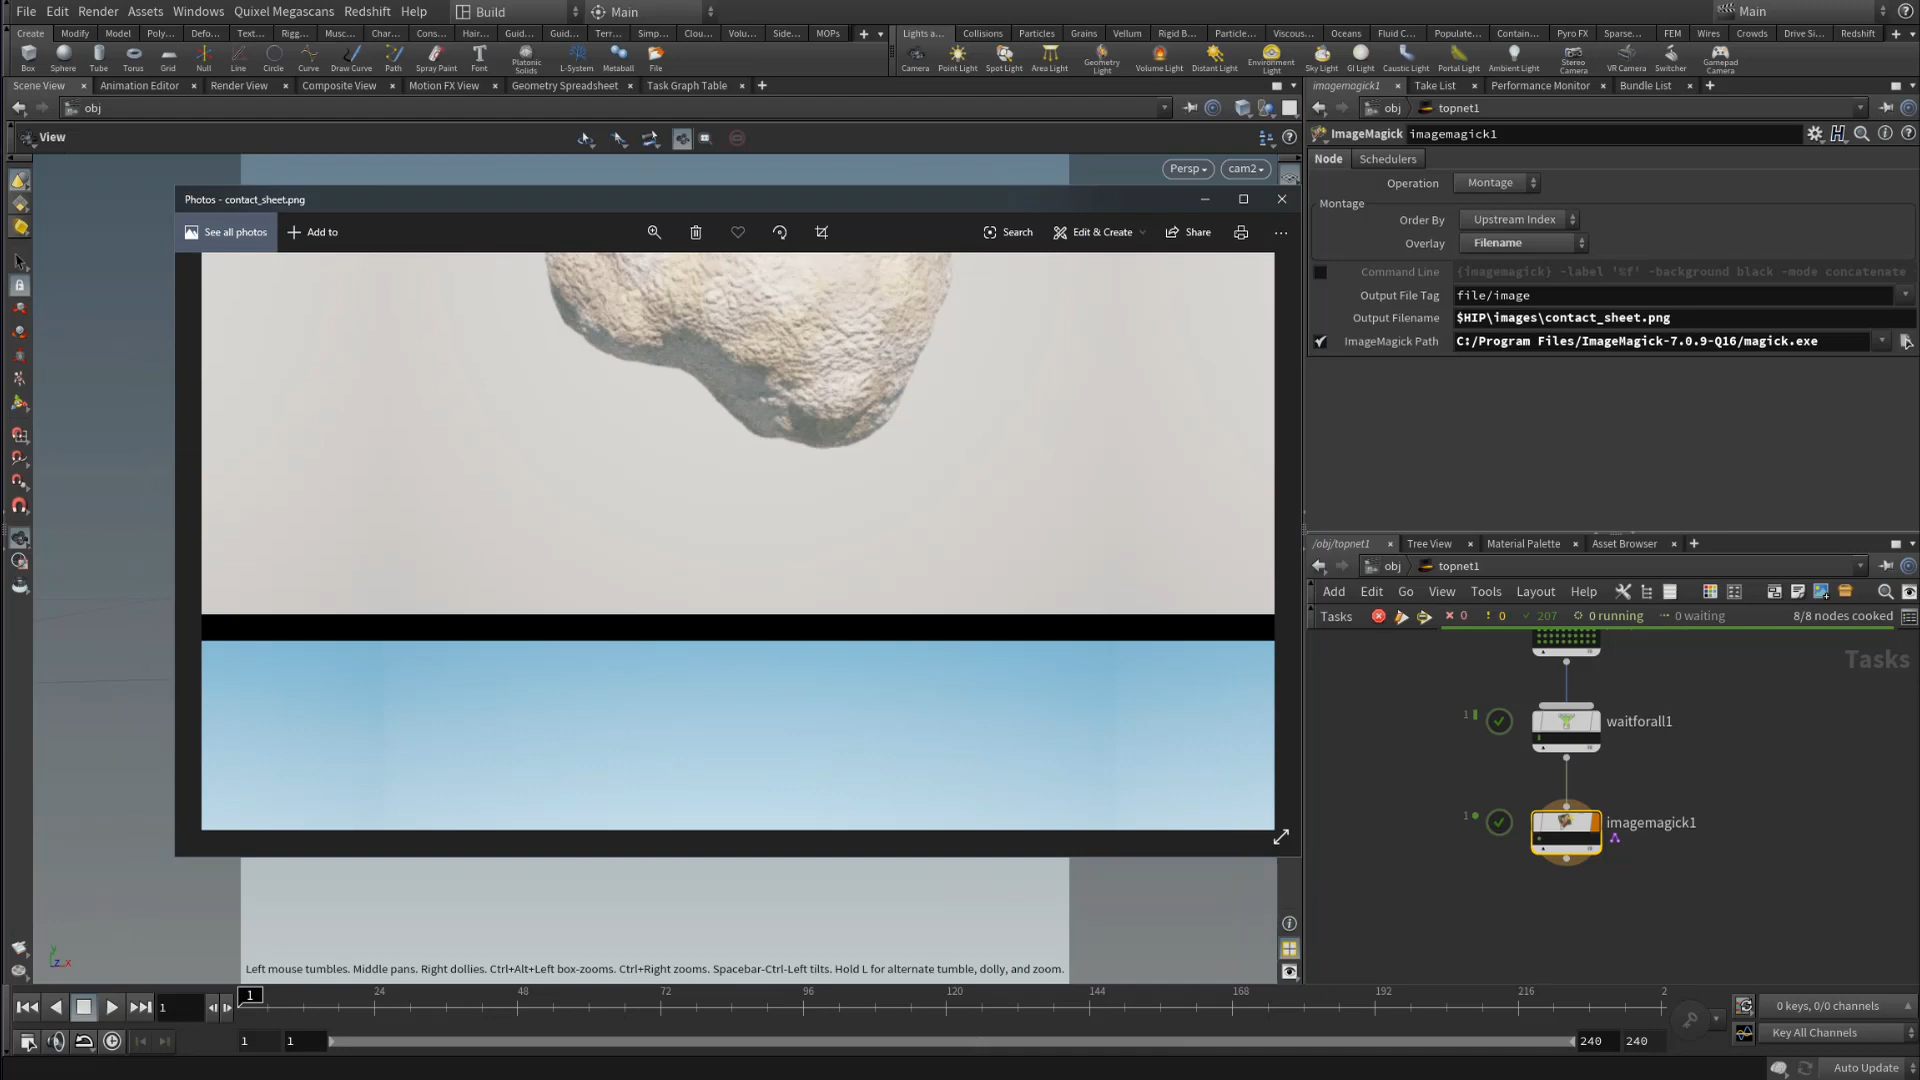 File Edit Render Assets Windows Quixel Megascans Redshift Help Build Main Main
Create Modify Model Poly... Defo... Text... Rigg... Musc... Char... Cons... Hair... Guid... Guid... Terr... Simp... Clou... Volu... Side... MOPs
Lights a... Collisions Particles Grains Vellum Rigid B... Particle... Viscous... Oceans Fluid C... Populate... Contain... Pyro FX Sparse... FEM Wires Crowds Drive Si... Redshift
Box Sphere Tube Torus Grid Null Line Circle Curve Draw Curve Path Spray Paint Font Platonic Solids L-System Metaball File
Camera Point Light Spot Light Area Light Geometry Light Volume Light Distant Light Environment Light Sky Light GI Light Caustic Light Portal Light Ambient Light Stereo Camera VR Camera Switcher Gamepad Camera
Scene View Animation Editor Render View Composite View Motion FX View Geometry Spreadsheet Task Graph Table
imagemagick1 Take List Performance Monitor Bundle List
obj
obj topnet1
View
ImageMagick imagemagick1
Node Schedulers
Persp cam2
Operation Montage
Montage
Order By Upstream Index
Overlay Filename
Command Line {imagemagick} -label '%f' -background black -mode concatenate
Output File Tag file/image
Output Filename $HIP\images\contact_sheet.png
ImageMagick Path C:/Program Files/ImageMagick-7.0.9-Q16/magick.exe
Photos - contact_sheet.png
See all photos Add to Search Edit & Create Share
/obj/topnet1 Tree View Material Palette Asset Browser
obj topnet1
Add Edit Go View Tools Layout Help
Tasks 0 0 207 0 running 0 waiting 8/8 nodes cooked
Tasks
1 waitforall1
1 imagemagick1
Left mouse tumbles. Middle pans. Right dollies. Ctrl+Alt+Left box-zooms. Ctrl+Right zooms. Spacebar-Ctrl-Left tilts. Hold L for alternate tumble, dolly, and zoom.
z x
1 1 24 48 72 96 120 144 168 192 216 2
0 keys, 0/0 channels
1 1 240 240
Key All Channels
Auto Update